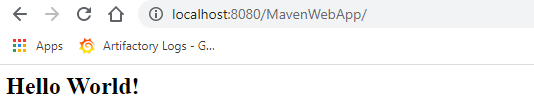 localhost:8080/MavenWebApp/
Apps Artifactory Logs - G...
Hello World!